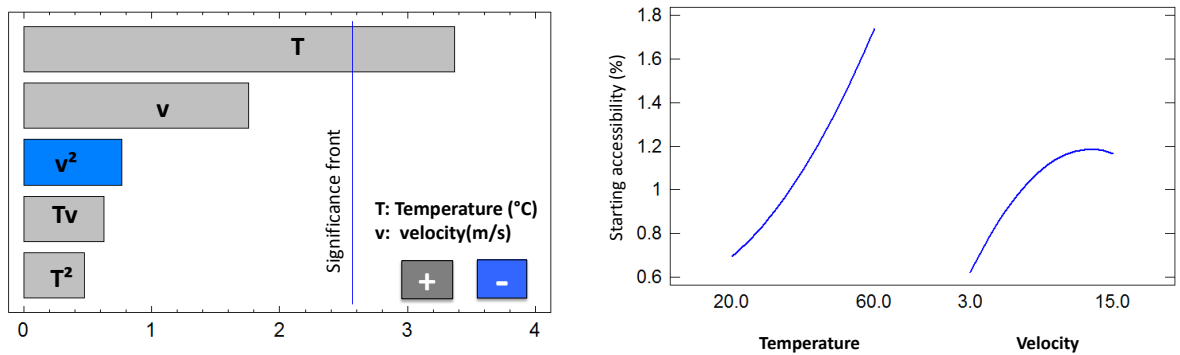 T
v
v²
Tv
T²
Significance front
T: Temperature (°C)
v: velocity(m/s)
+ -
0 1 2 3 4
Starting accessibility (%)
1.8
1.6
1.4
1.2
1
0.8
0.6
20.0 60.0 3.0 15.0
Temperature Velocity